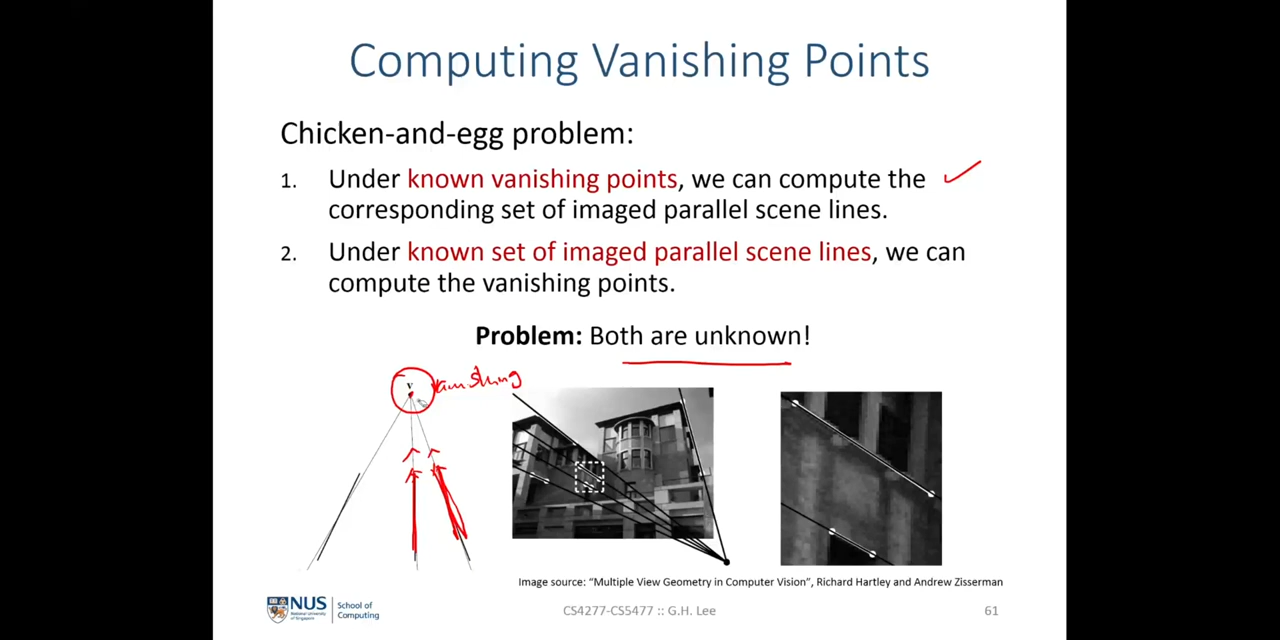 Computing Vanishing Points
Chicken-and-egg problem:
1. Under known vanishing points, we can compute the
corresponding set of imaged parallel scene lines.
2. Under known set of imaged parallel scene lines, we can
compute the vanishing points.
Problem: Both are unknown!
v
vanishing
Image source: “Multiple View Geometry in Computer Vision”, Richard Hartley and Andrew Zisserman
NUS
National University
of Singapore
School of
Computing
CS4277-CS5477 :: G.H. Lee
61